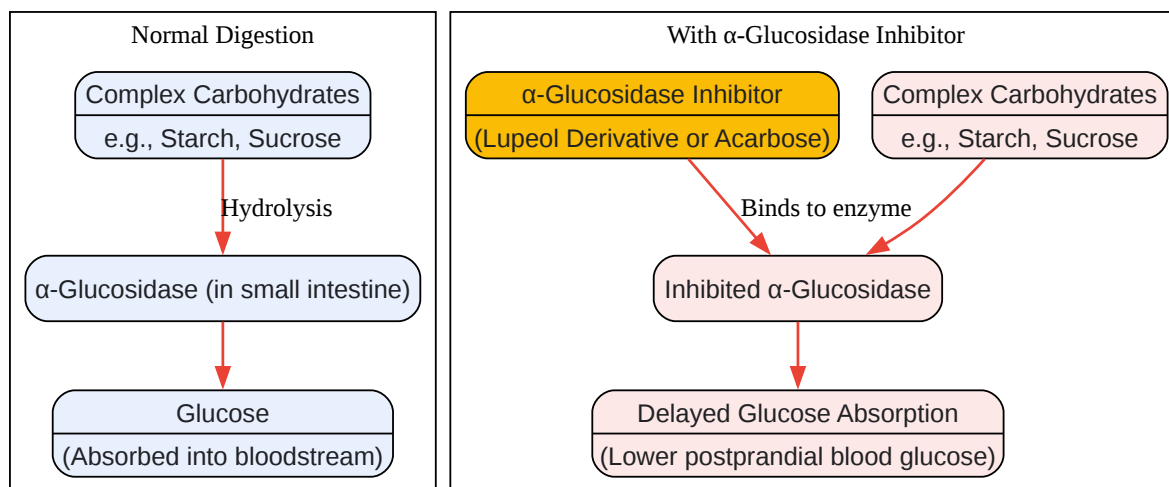 Normal Digestion
Complex Carbohydrates
e.g., Starch, Sucrose
Hydrolysis
α-Glucosidase (in small intestine)
Glucose
(Absorbed into bloodstream)
With α-Glucosidase Inhibitor
α-Glucosidase Inhibitor
(Lupeol Derivative or Acarbose)
Complex Carbohydrates
e.g., Starch, Sucrose
Binds to enzyme
Inhibited α-Glucosidase
Delayed Glucose Absorption
(Lower postprandial blood glucose)